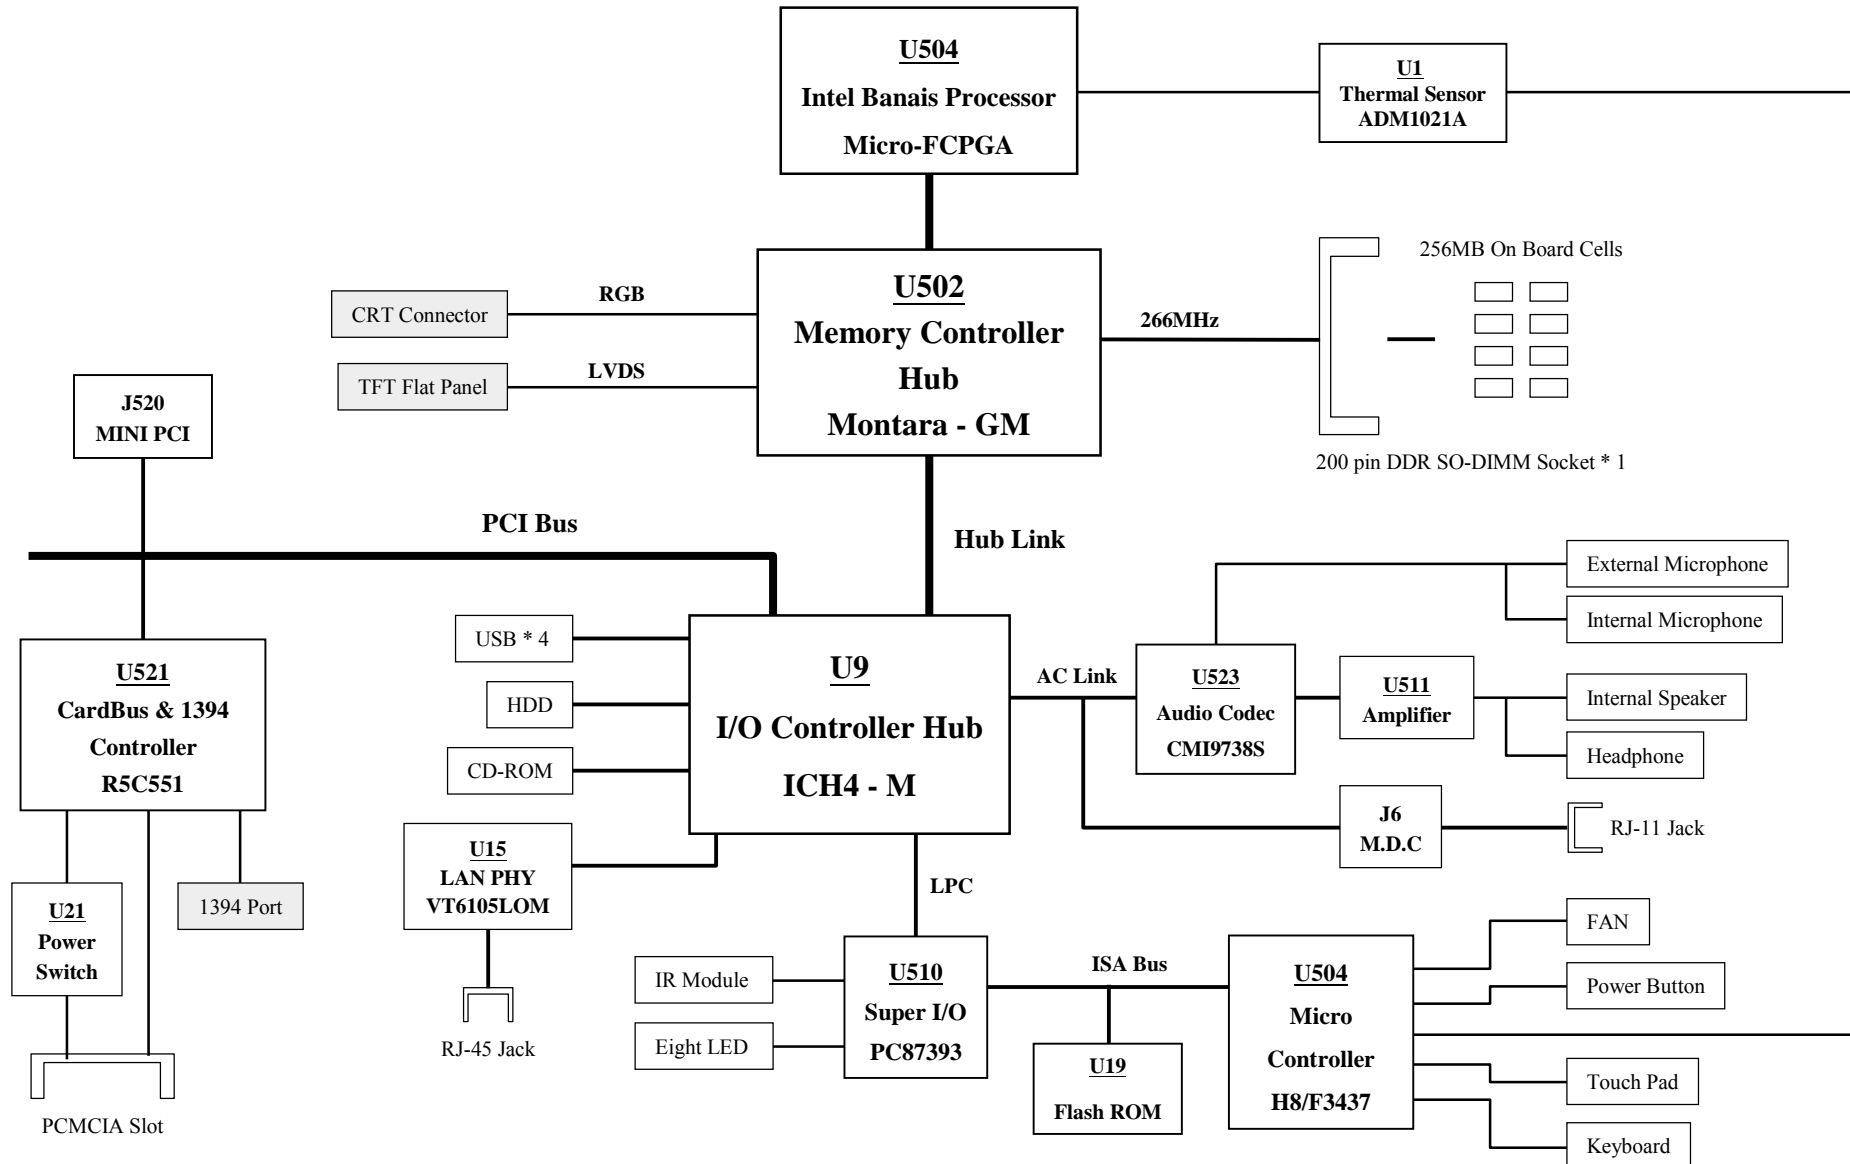 U504
Intel Banais Processor
Micro-FCPGA
U1
Thermal Sensor
ADM1021A
U502
Memory Controller
Hub
Montara - GM
CRT Connector
RGB
TFT Flat Panel
LVDS
266MHz
256MB On Board Cells
200 pin DDR SO-DIMM Socket * 1
J520
MINI PCI
PCI Bus
Hub Link
U521
CardBus & 1394
Controller
R5C551
USB * 4
HDD
CD-ROM
U9
I/O Controller Hub
ICH4 - M
AC Link
U523
Audio Codec
CMI9738S
U511
Amplifier
External Microphone
Internal Microphone
Internal Speaker
Headphone
J6
M.D.C
RJ-11 Jack
U21
Power
Switch
1394 Port
PCMCIA Slot
U15
LAN PHY
VT6105LOM
RJ-45 Jack
LPC
IR Module
Eight LED
U510
Super I/O
PC87393
ISA Bus
U19
Flash ROM
U504
Micro
Controller
H8/F3437
FAN
Power Button
Touch Pad
Keyboard